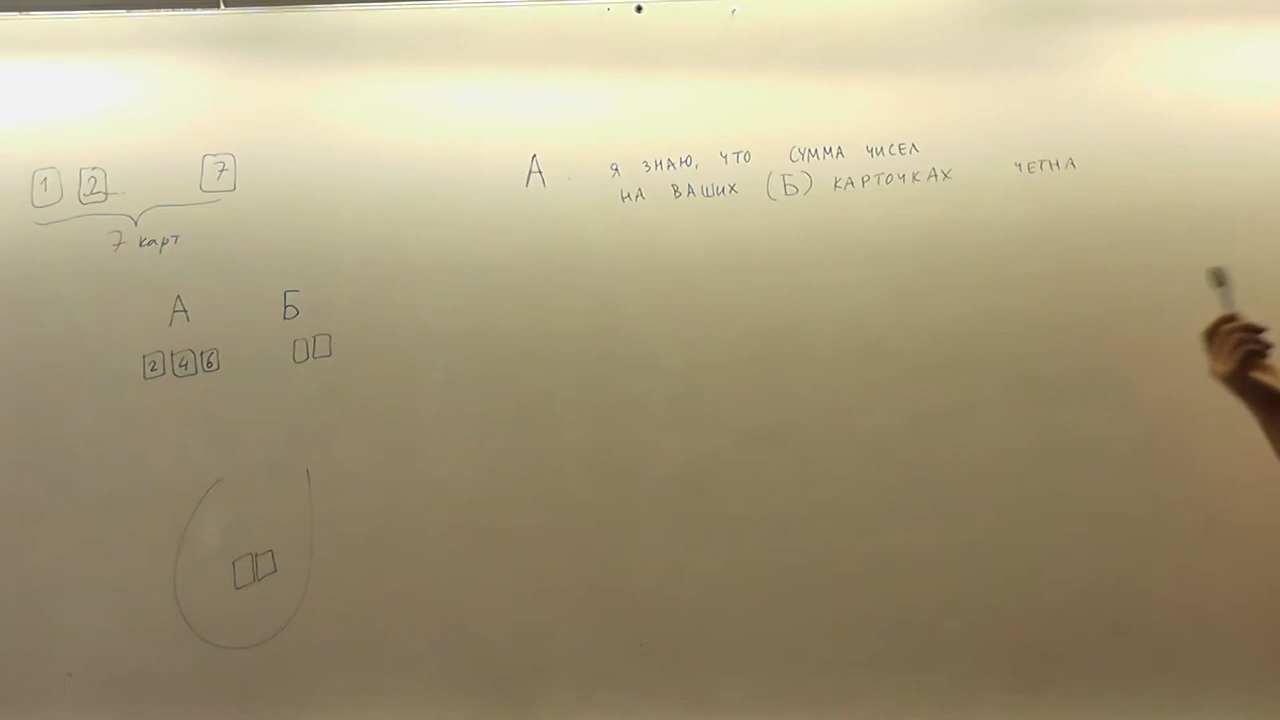 1 2 7
7 карт
А Б
2 4 6
А. Я ЗНАЮ, ЧТО СУММА ЧИСЕЛ
НА ВАШИХ (Б) КАРТОЧКАХ ЧЕТНА